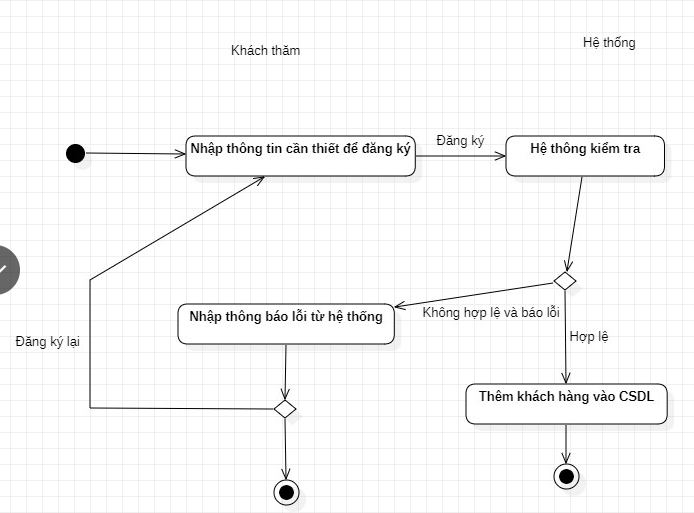 Khách thăm
Hệ thống
Nhập thông tin cần thiết để đăng ký
Đăng ký
Hệ thông kiểm tra
Nhập thông báo lỗi từ hệ thống
Không hợp lệ và báo lỗi
Hợp lệ
Đăng ký lại
Thêm khách hàng vào CSDL